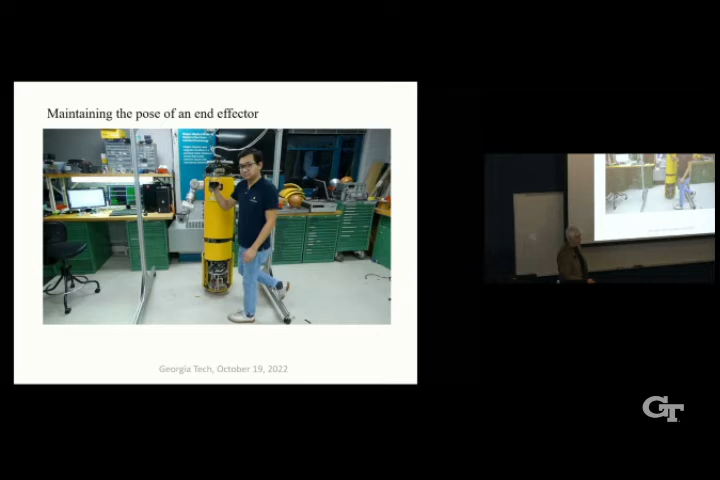 Maintaining the pose of an end effector
Georgia Tech, October 19, 2022
GT